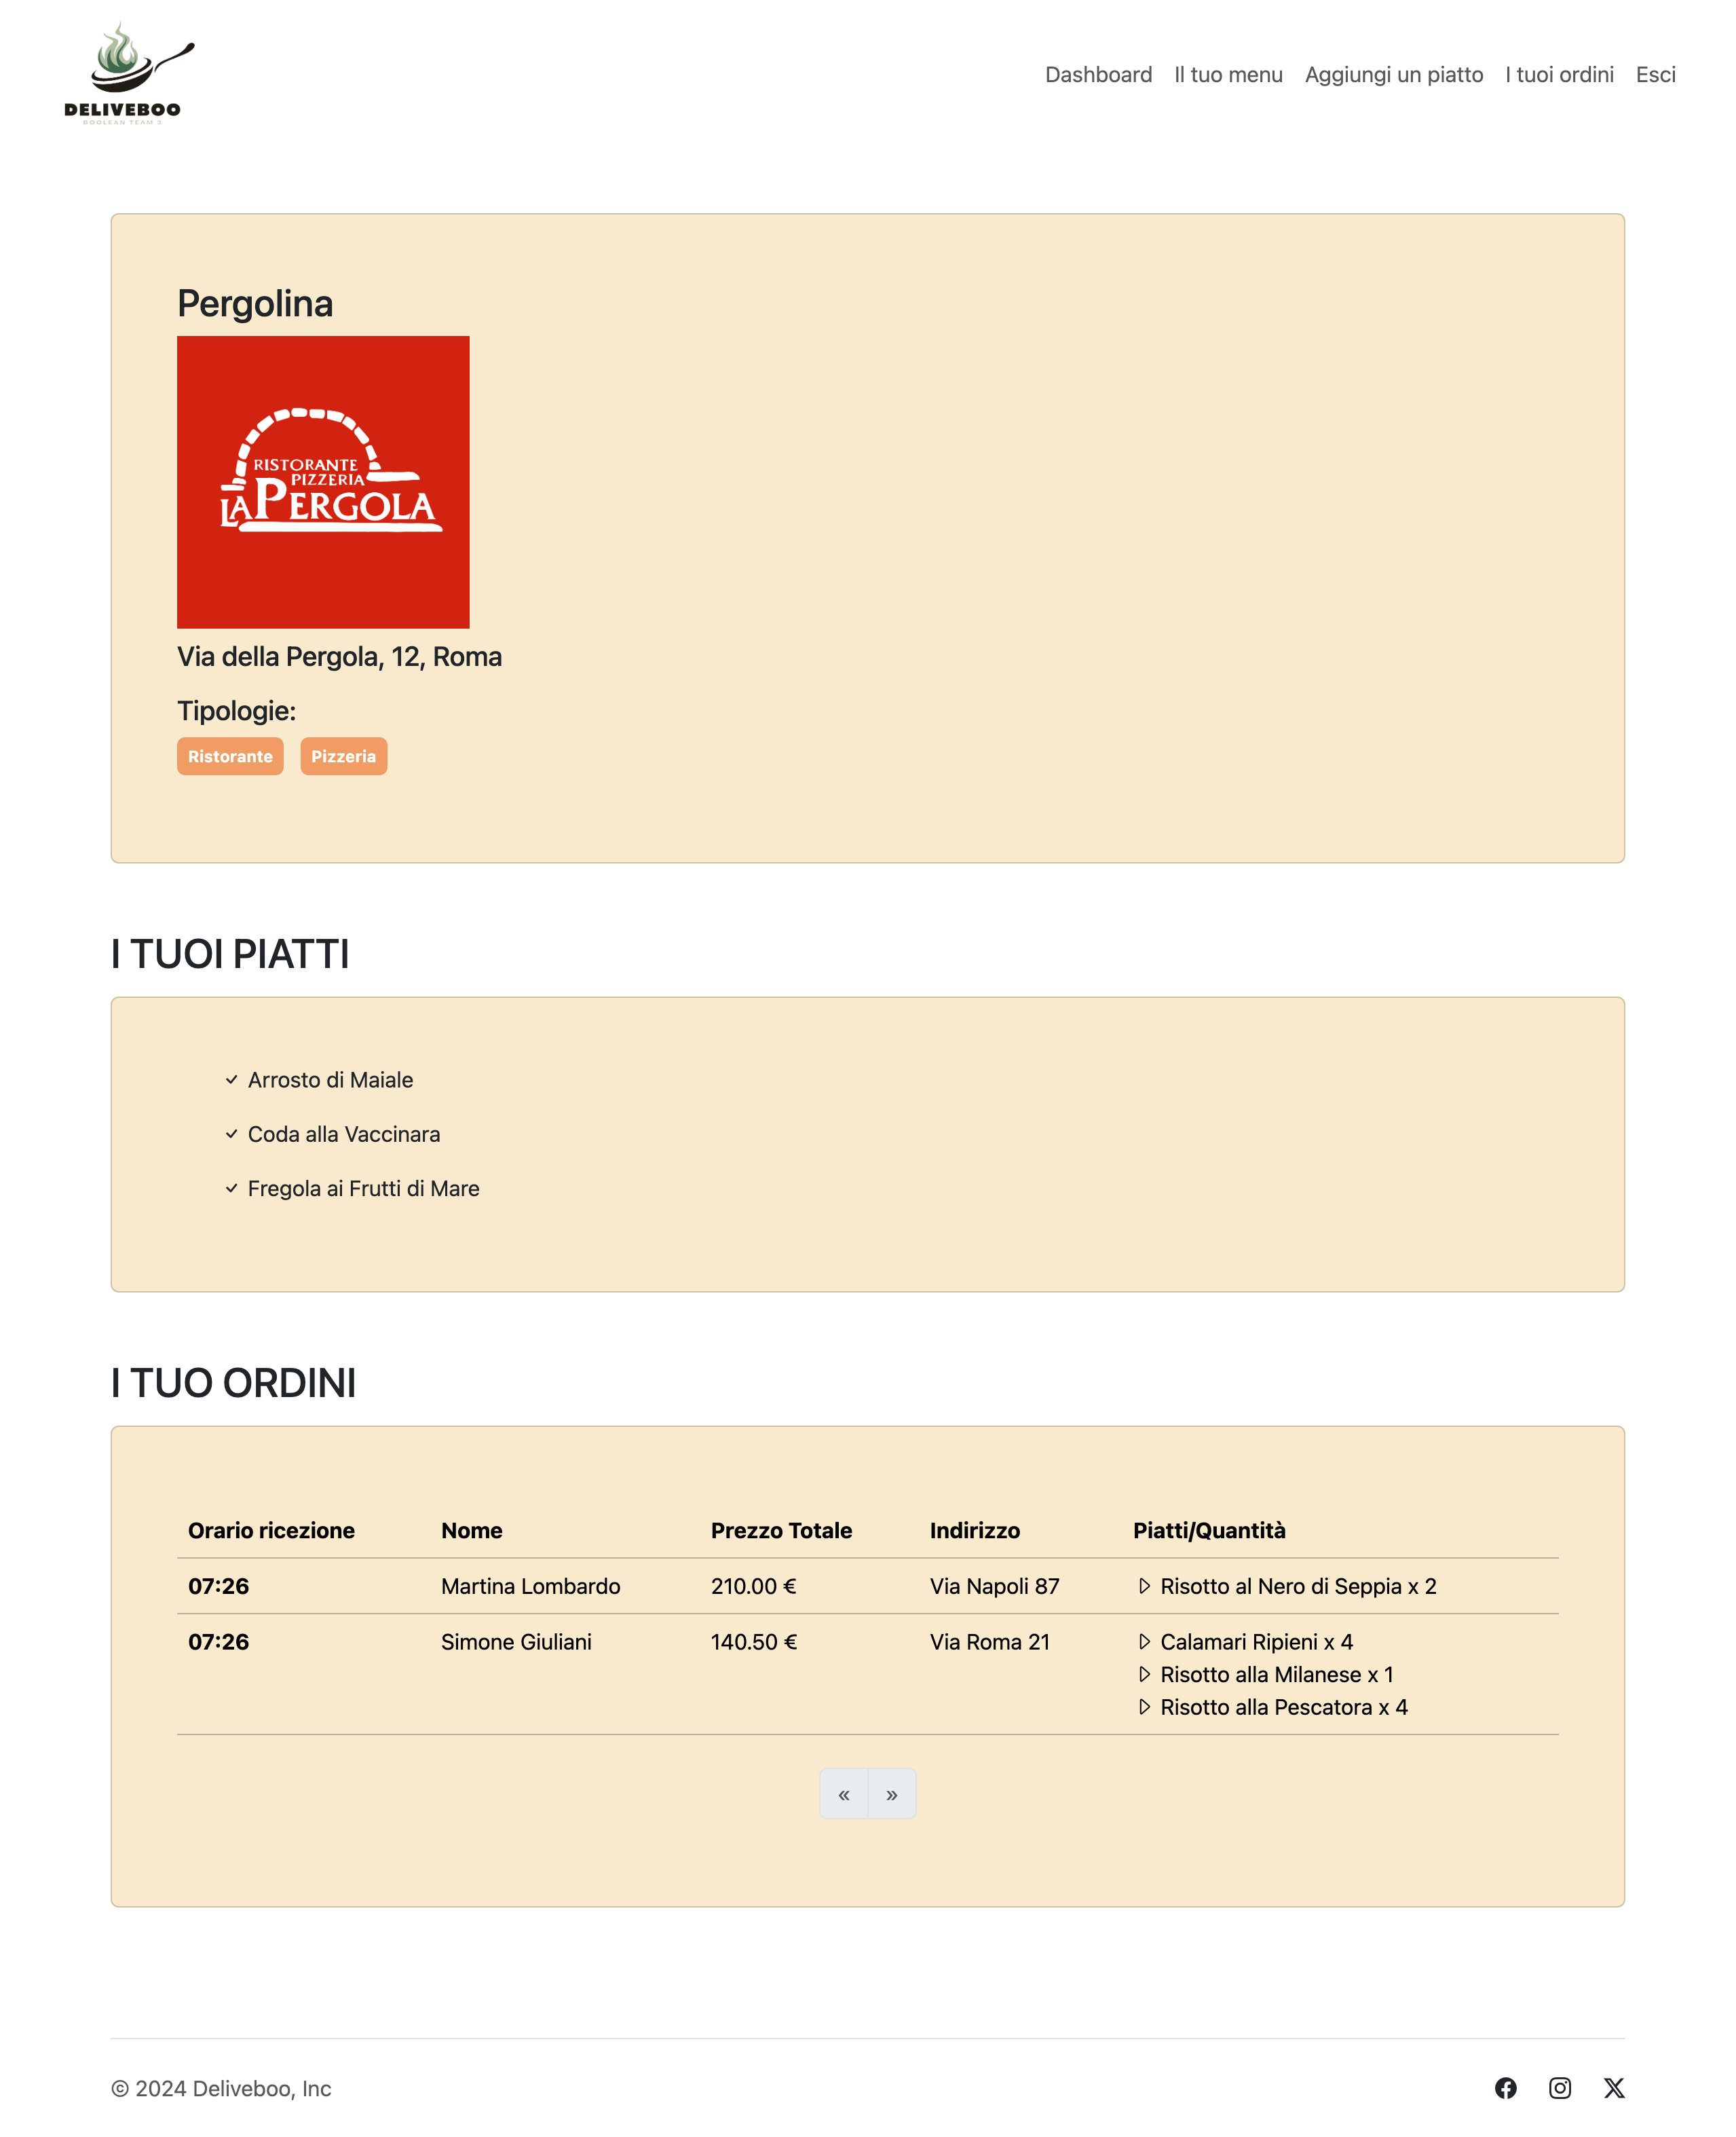 DELIVEBOO
BOOLEAN TEAM 3
Dashboard Il tuo menu Aggiungi un piatto I tuoi ordini Esci
Pergolina
RISTORANTE
PIZZERIA
LA PERGOLA
Via della Pergola, 12, Roma
Tipologie:
Ristorante Pizzeria
I TUOI PIATTI
Arrosto di Maiale
Coda alla Vaccinara
Fregola ai Frutti di Mare
I TUO ORDINI
Orario ricezione Nome Prezzo Totale Indirizzo Piatti/Quantità
07:26 Martina Lombardo 210.00 € Via Napoli 87 Risotto al Nero di Seppia x 2
07:26 Simone Giuliani 140.50 € Via Roma 21 Calamari Ripieni x 4
Risotto alla Milanese x 1
Risotto alla Pescatora x 4
« »
© 2024 Deliveboo, Inc